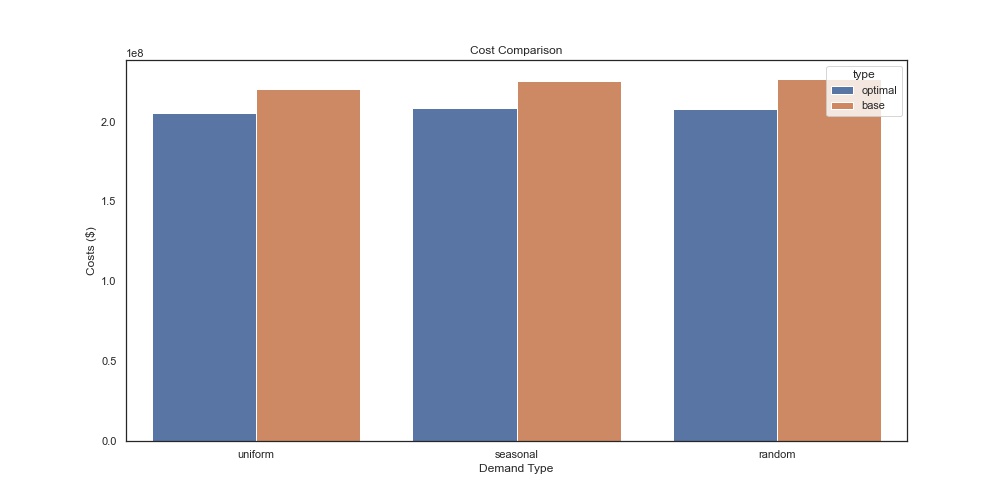 Cost Comparison
1e8
type
optimal
base
2.0
1.5
1.0
0.5
0.0
Costs ($)
uniform seasonal random
Demand Type